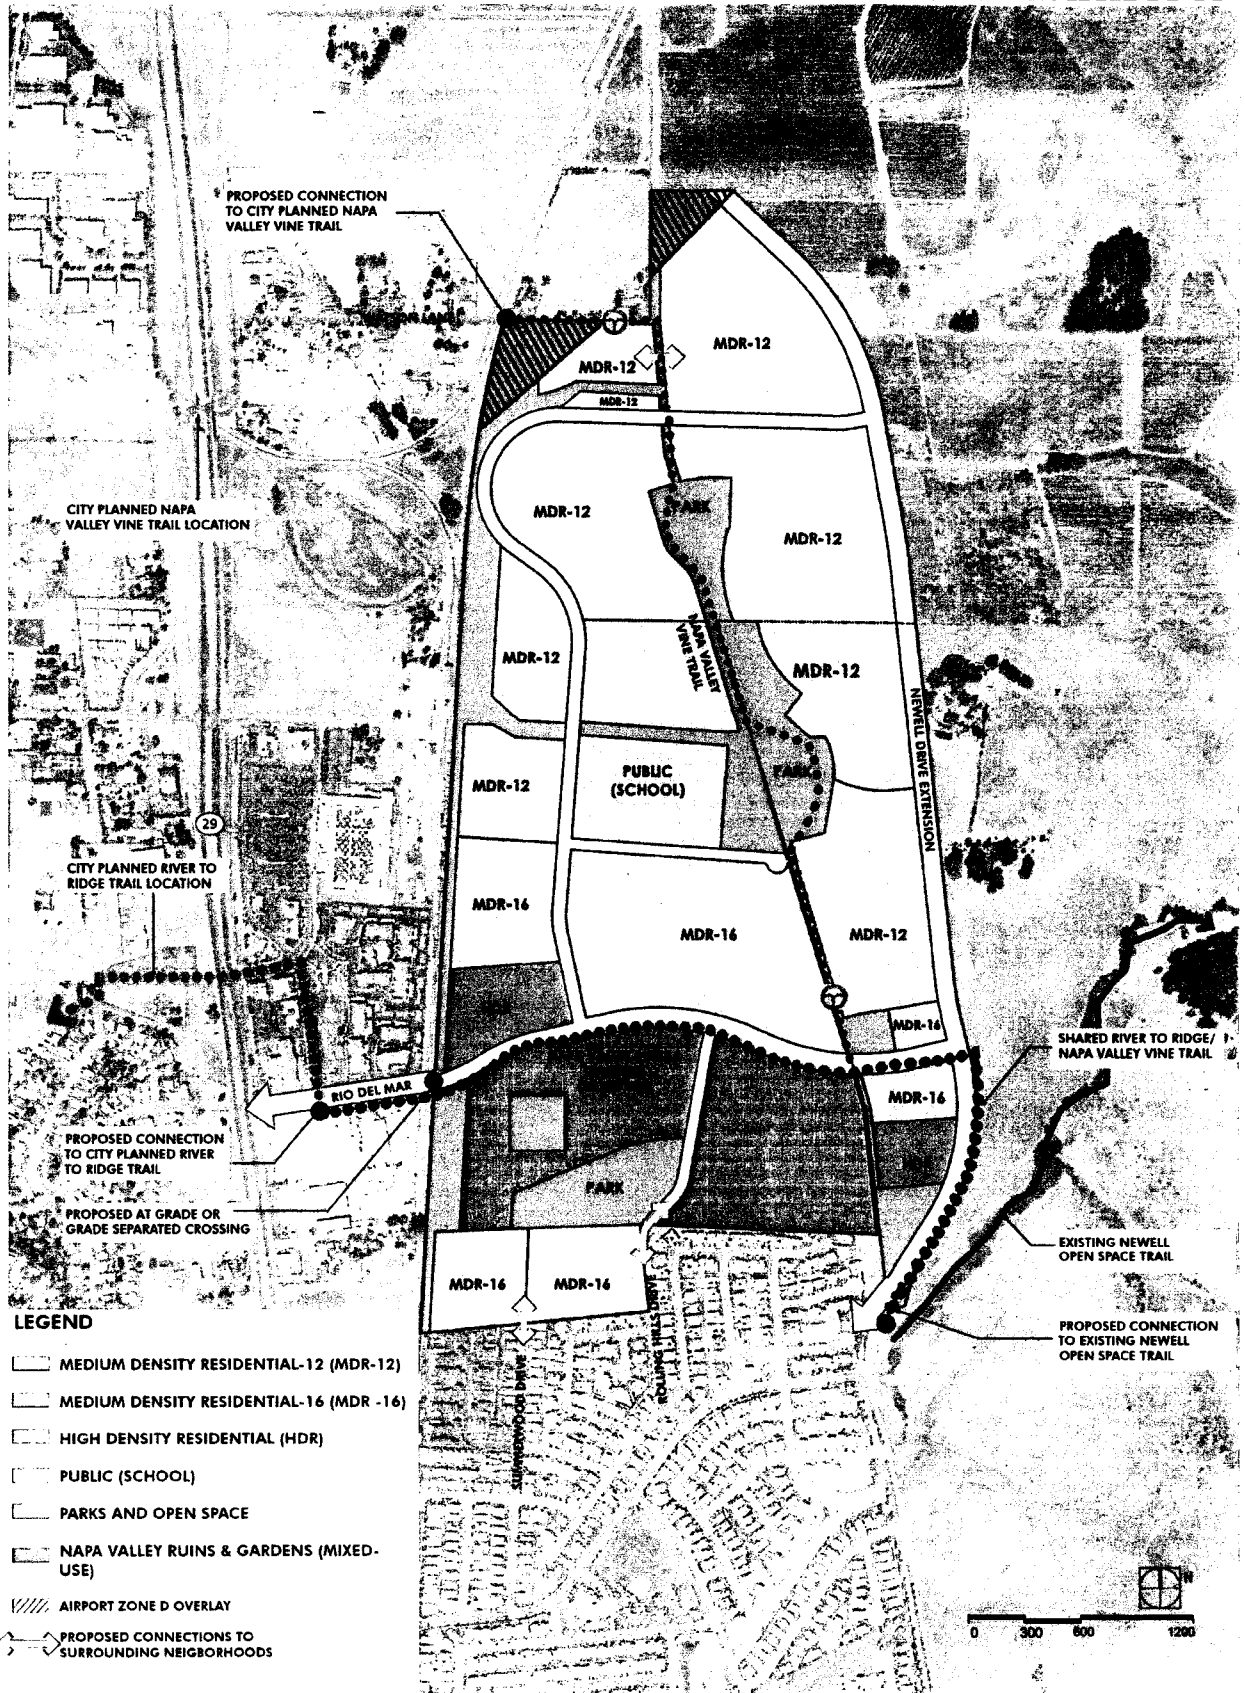 PROPOSED CONNECTION
TO CITY PLANNED NAPA
VALLEY VINE TRAIL
MDR-12
MDR-12
MDR-12
CITY PLANNED NAPA
VALLEY VINE TRAIL LOCATION
MDR-12
PARK
MDR-12
NAPA VALLEY
VINE TRAIL
MDR-12
MDR-12
NEWELL DRIVE EXTENSION
MDR-12
PUBLIC
(SCHOOL)
PARK
29
CITY PLANNED RIVER TO
RIDGE TRAIL LOCATION
MDR-16
MDR-16
MDR-12
MDR-16
SHARED RIVER TO RIDGE/
NAPA VALLEY VINE TRAIL
RIO DEL MAR
MDR-16
PROPOSED CONNECTION
TO CITY PLANNED RIVER
TO RIDGE TRAIL
PARK
PROPOSED AT GRADE OR
GRADE SEPARATED CROSSING
EXISTING NEWELL
OPEN SPACE TRAIL
MDR-16
MDR-16
ROLLING HILLS DRIVE
SUMMERWOOD DRIVE
PROPOSED CONNECTION
TO EXISTING NEWELL
OPEN SPACE TRAIL
LEGEND
MEDIUM DENSITY RESIDENTIAL-12 (MDR-12)
MEDIUM DENSITY RESIDENTIAL-16 (MDR -16)
HIGH DENSITY RESIDENTIAL (HDR)
PUBLIC (SCHOOL)
PARKS AND OPEN SPACE
NAPA VALLEY RUINS & GARDENS (MIXED-
USE)
AIRPORT ZONE D OVERLAY
PROPOSED CONNECTIONS TO
SURROUNDING NEIGBORHOODS
N
0 300 600 1200